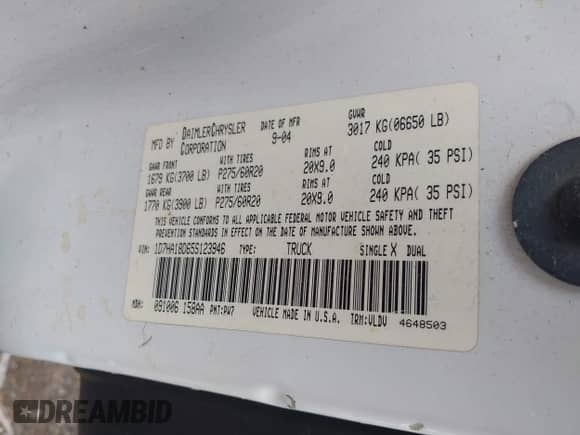 MFD BY DAIMLERCHRYSLER CORPORATION
DATE OF MFR 9-04
GVWR 3017 KG(06650 LB)
GAWR FRONT WITH TIRES RIMS AT COLD
1679 KG(3700 LB) P275/60R20 20X9.0 240 KPA( 35 PSI)
GAWR REAR WITH TIRES RIMS AT COLD
1770 KG(3900 LB) P275/60R20 20X9.0 240 KPA( 35 PSI)
THIS VEHICLE CONFORMS TO ALL APPLICABLE FEDERAL MOTOR VEHICLE SAFETY AND THEFT
PREVENTION STANDARDS IN EFFECT ON THE DATE OF MANUFACTURE SHOWN ABOVE.
VIN: 1D7HA18D65S123946 TYPE: TRUCK SINGLE X DUAL
MDH: 091006 158AA PNT:PW7 VEHICLE MADE IN U.S.A. TRM:VLDV 4648503
DREAMBID